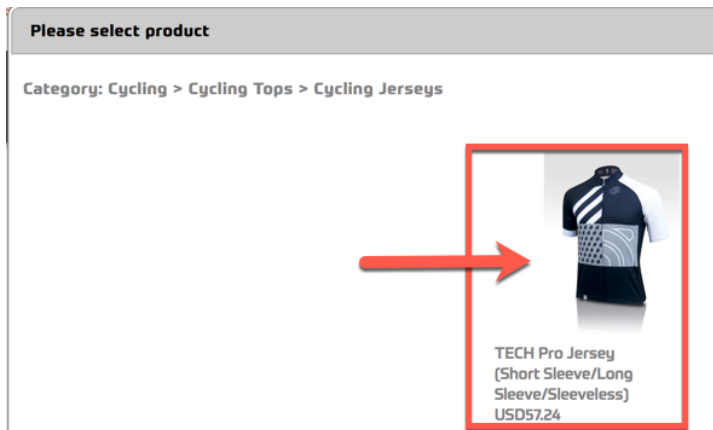 Please select product
Category: Cycling > Cycling Tops > Cycling Jerseys
TECH Pro Jersey
(Short Sleeve/Long
Sleeve/Sleeveless)
USD57.24